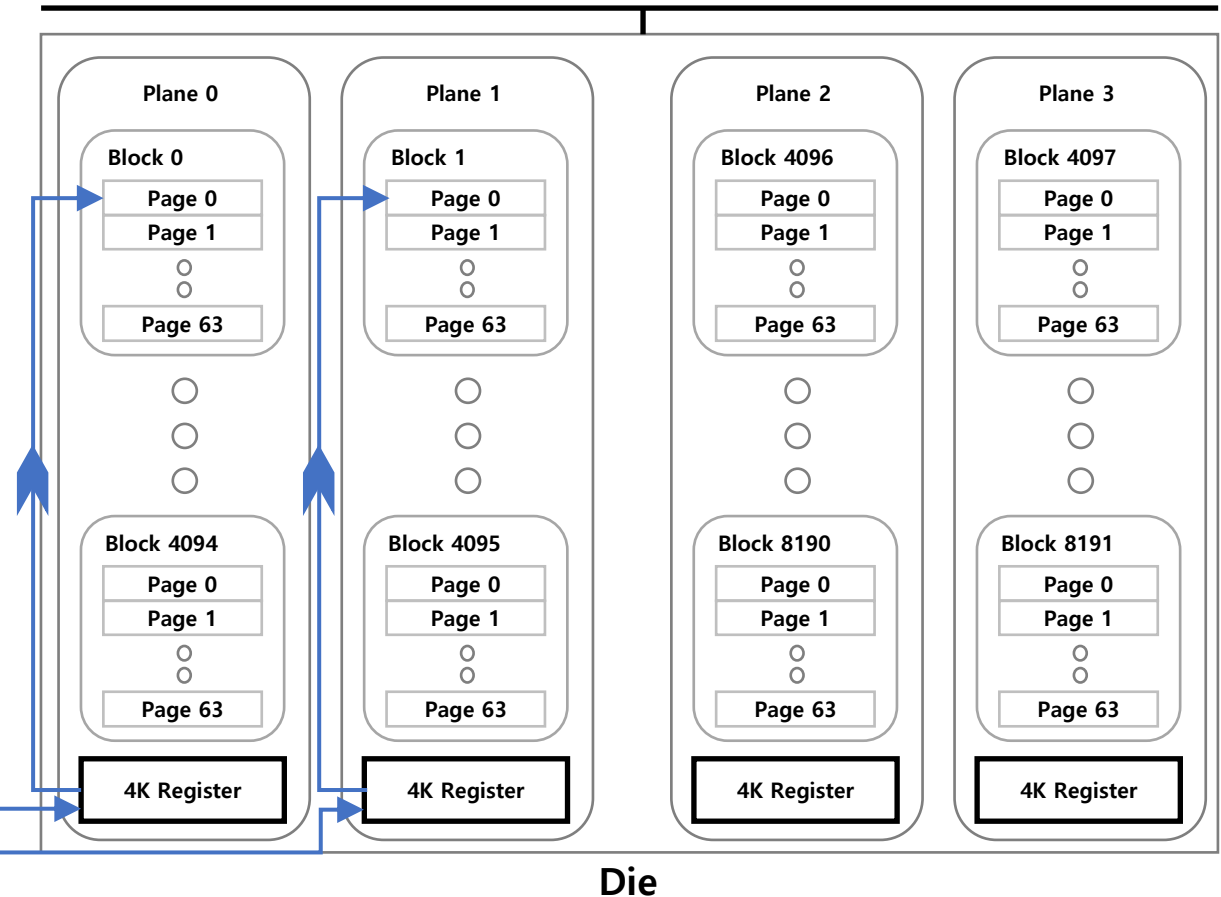 Plane 0
Block 0
Page 0
Page 1
Page 63
Block 4094
Page 0
Page 1
Page 63
4K Register
Plane 1
Block 1
Page 0
Page 1
Page 63
Block 4095
Page 0
Page 1
Page 63
4K Register
Plane 2
Block 4096
Page 0
Page 1
Page 63
Block 8190
Page 0
Page 1
Page 63
4K Register
Plane 3
Block 4097
Page 0
Page 1
Page 63
Block 8191
Page 0
Page 1
Page 63
4K Register
Die